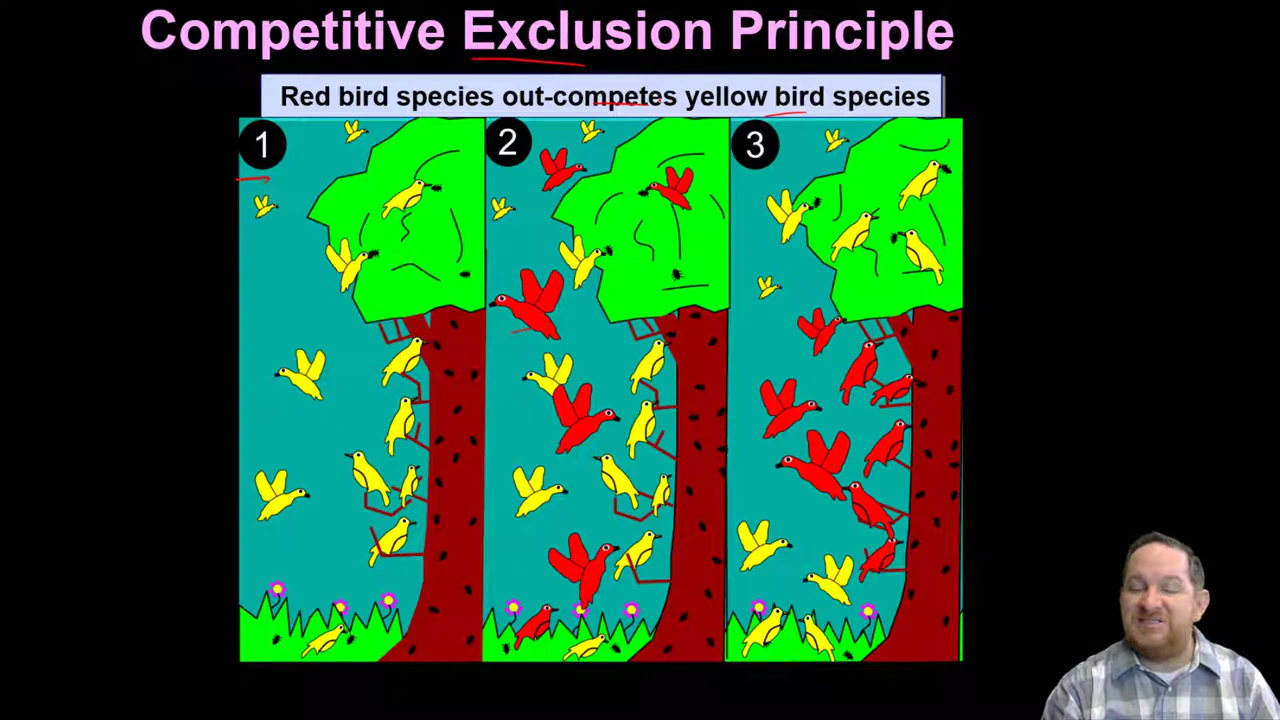 Competitive Exclusion Principle
Red bird species out-competes yellow bird species
1
2
3